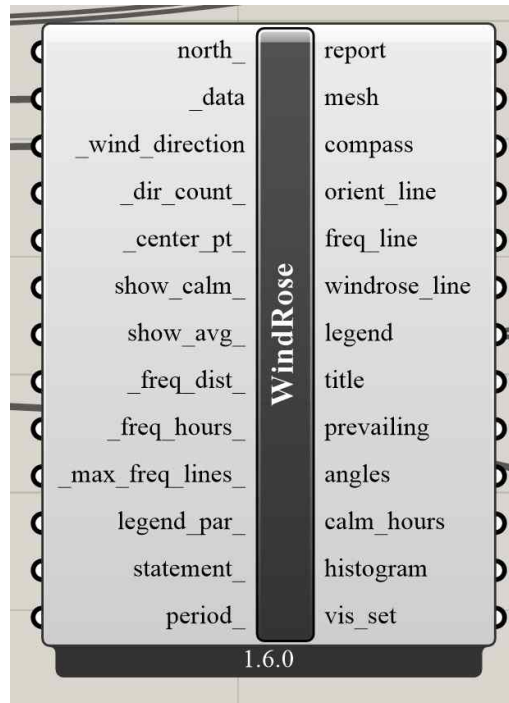 north_ report
_data mesh
_wind_direction compass
_dir_count_ orient_line
_center_pt_ freq_line
show_calm_ windrose_line
show_avg_ legend
_freq_dist_ title
_freq_hours_ prevailing
_max_freq_lines_ angles
legend_par_ calm_hours
statement_ histogram
period_ vis_set
WindRose
1.6.0